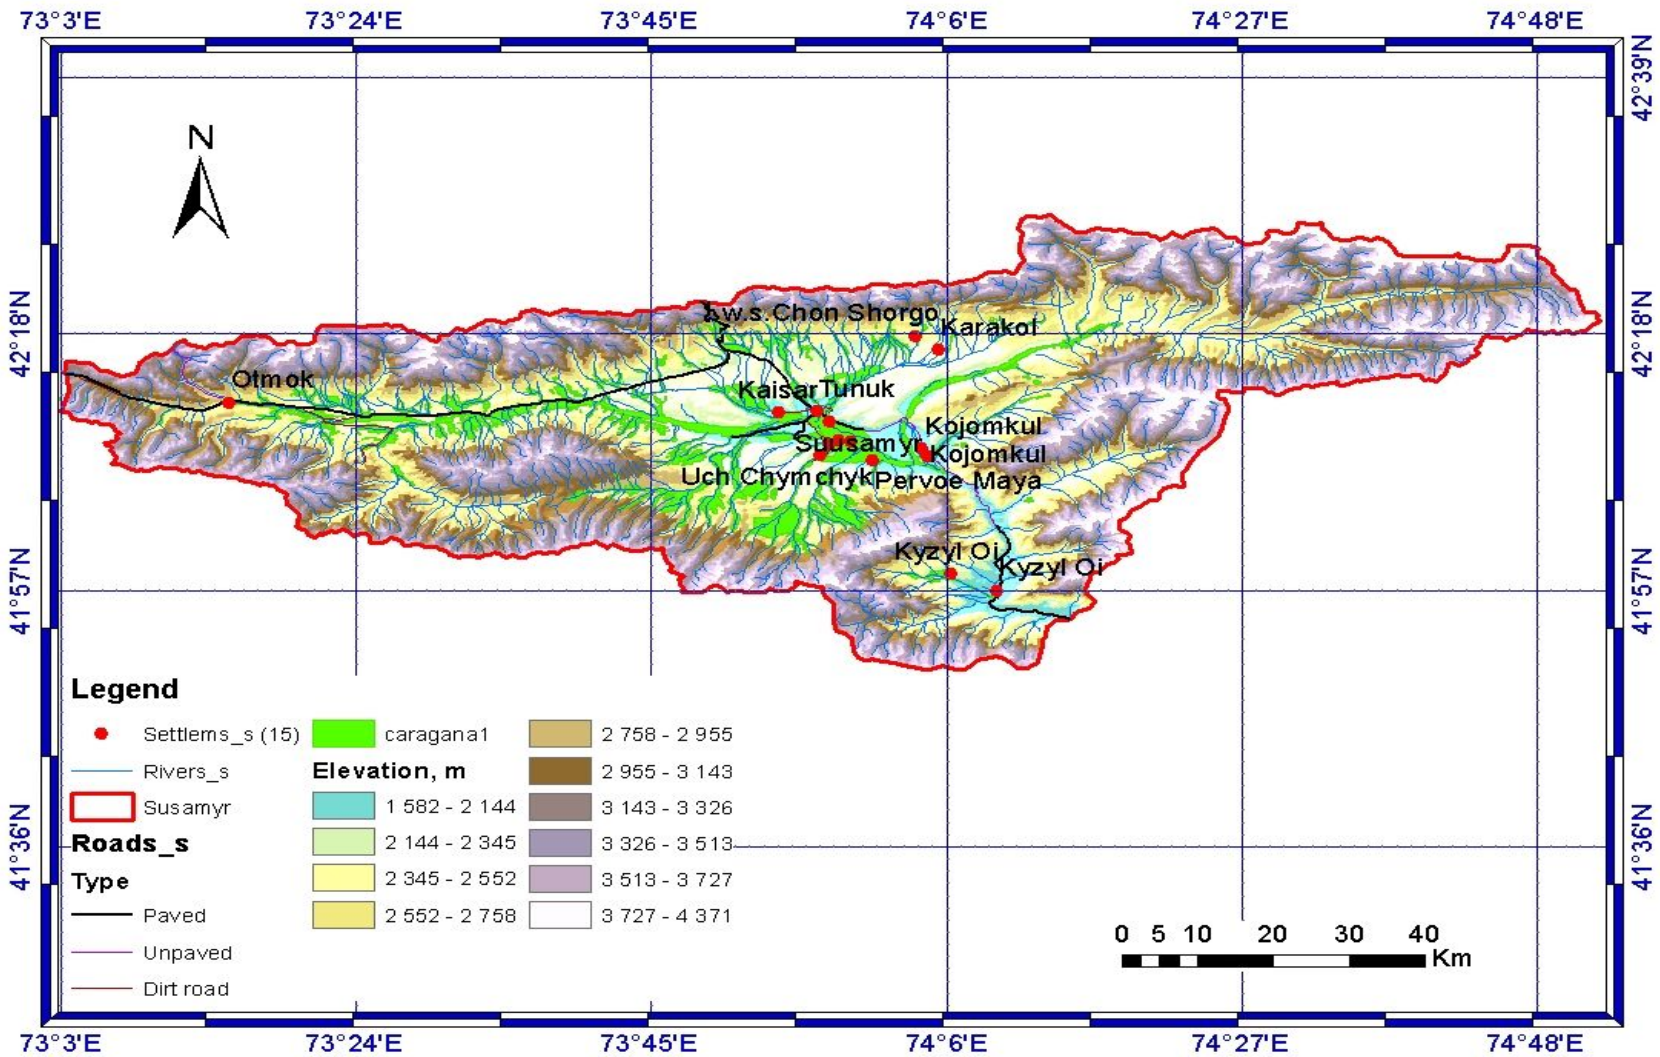 73°3'E 73°24'E 73°45'E 74°6'E 74°27'E 74°48'E
42°39'N
42°39'N
N
42°18'N
42°18'N
w.s.Chon Shorgo
Karakol
Otmok
Kaisar Tunuk
Kojomkul
Suusamyr
Kojomkul
Uch Chymchyk
Pervoe Maya
Kyzyl Oi
Kyzyl Oi
41°57'N
41°57'N
Legend
Settlems_s (15)
Rivers_s
Susamyr
Roads_s
Type
Paved
Unpaved
Dirt road
caragana1
Elevation, m
1 582 - 2 144
2 144 - 2 345
2 345 - 2 552
2 552 - 2 758
2 758 - 2 955
2 955 - 3 143
3 143 - 3 326
3 326 - 3 513
3 513 - 3 727
3 727 - 4 371
41°36'N
41°36'N
0 5 10 20 30 40
Km
73°3'E 73°24'E 73°45'E 74°6'E 74°27'E 74°48'E